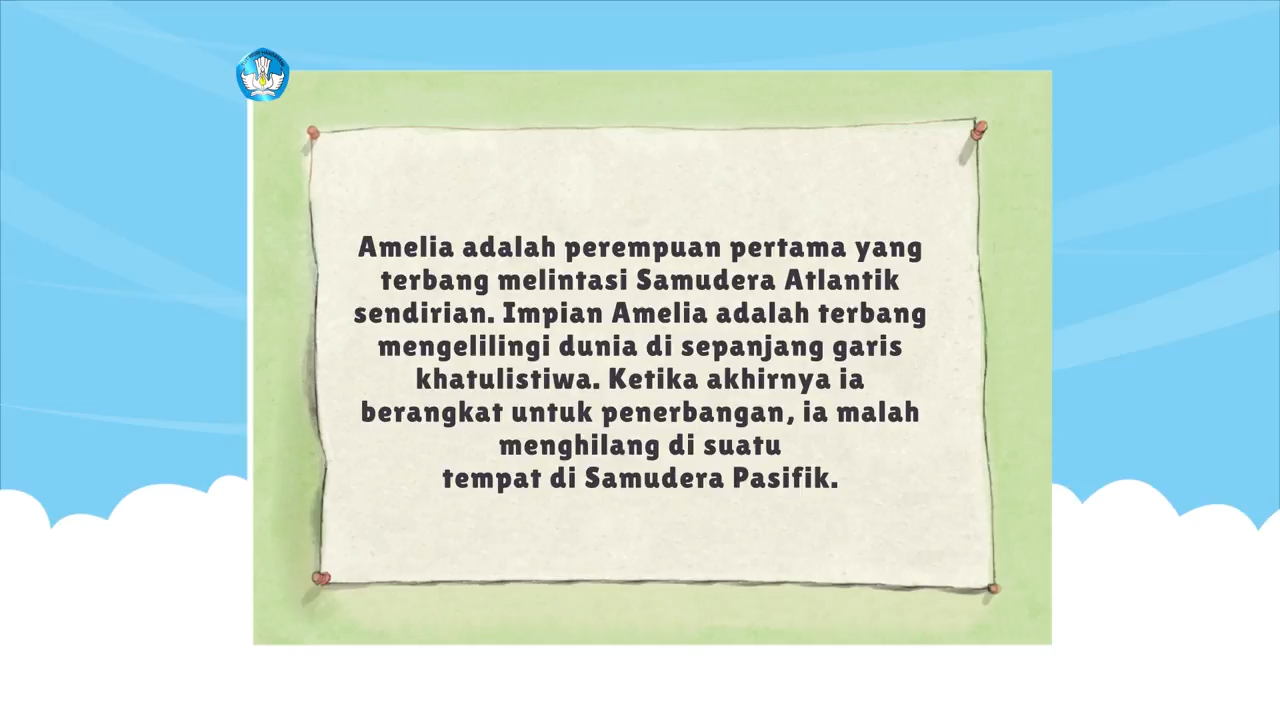 Amelia adalah perempuan pertama yang
terbang melintasi Samudera Atlantik
sendirian. Impian Amelia adalah terbang
mengelilingi dunia di sepanjang garis
khatulistiwa. Ketika akhirnya ia
berangkat untuk penerbangan, ia malah
menghilang di suatu
tempat di Samudera Pasifik.